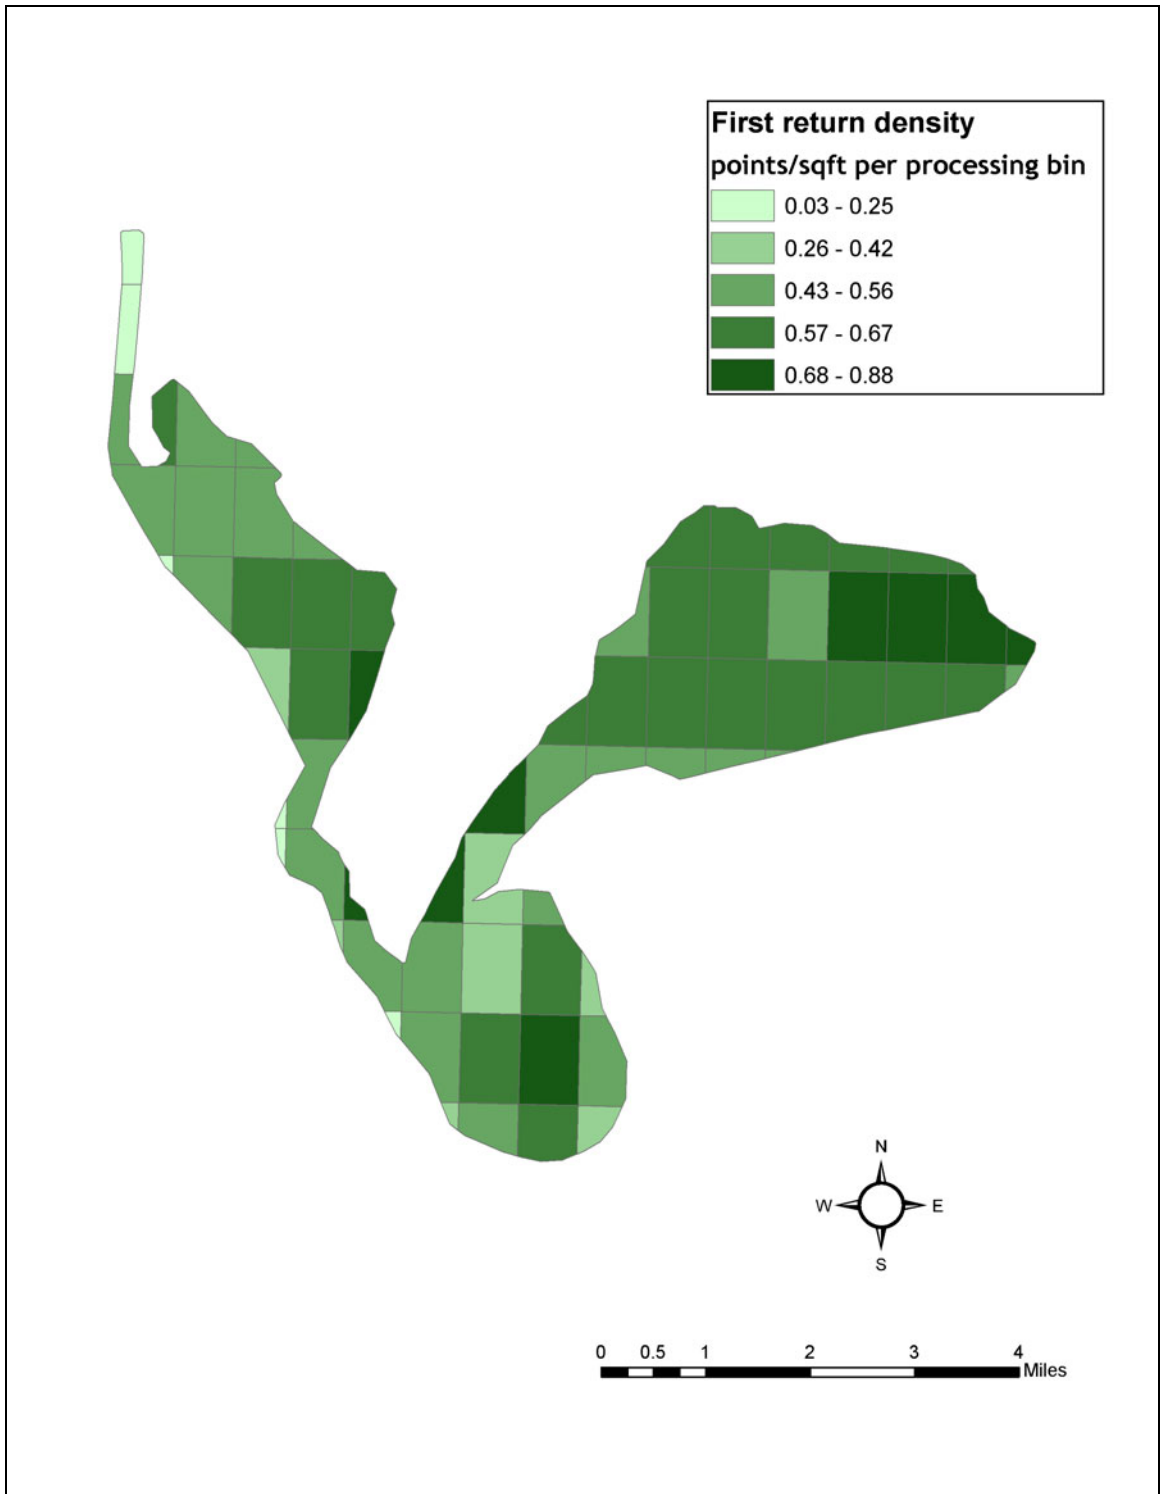 First return density
points/sqft per processing bin
0.03 - 0.25
0.26 - 0.42
0.43 - 0.56
0.57 - 0.67
0.68 - 0.88
N
W E
S
0 0.5 1 2 3 4
Miles